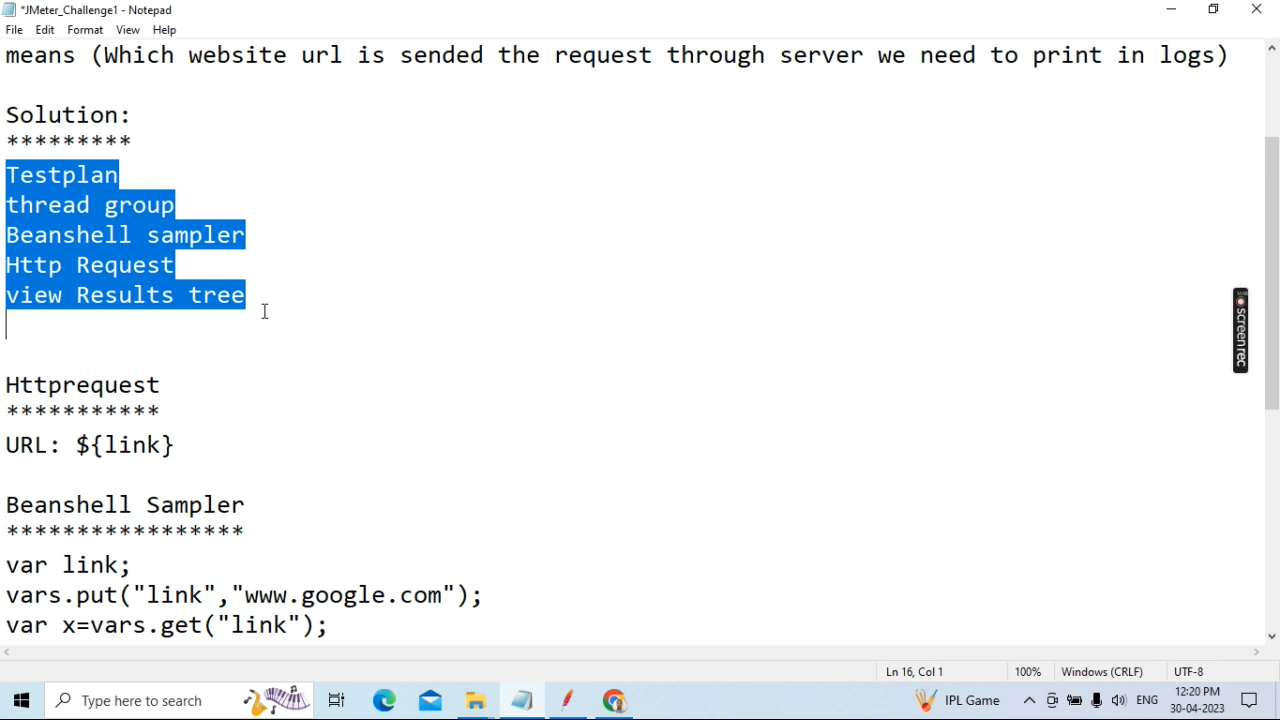 *JMeter_Challenge1 - Notepad
File Edit Format View Help
means (Which website url is sended the request through server we need to print in logs)
Solution:
*********
Testplan
thread group
Beanshell sampler
Http Request
view Results tree
Httprequest
***********
URL: ${link}
Beanshell Sampler
*****************
var link;
vars.put("link","www.google.com");
var x=vars.get("link");
screenrec
Ln 16, Col 1 100% Windows (CRLF) UTF-8
Type here to search IPL Game ENG 12:20 PM
30-04-2023